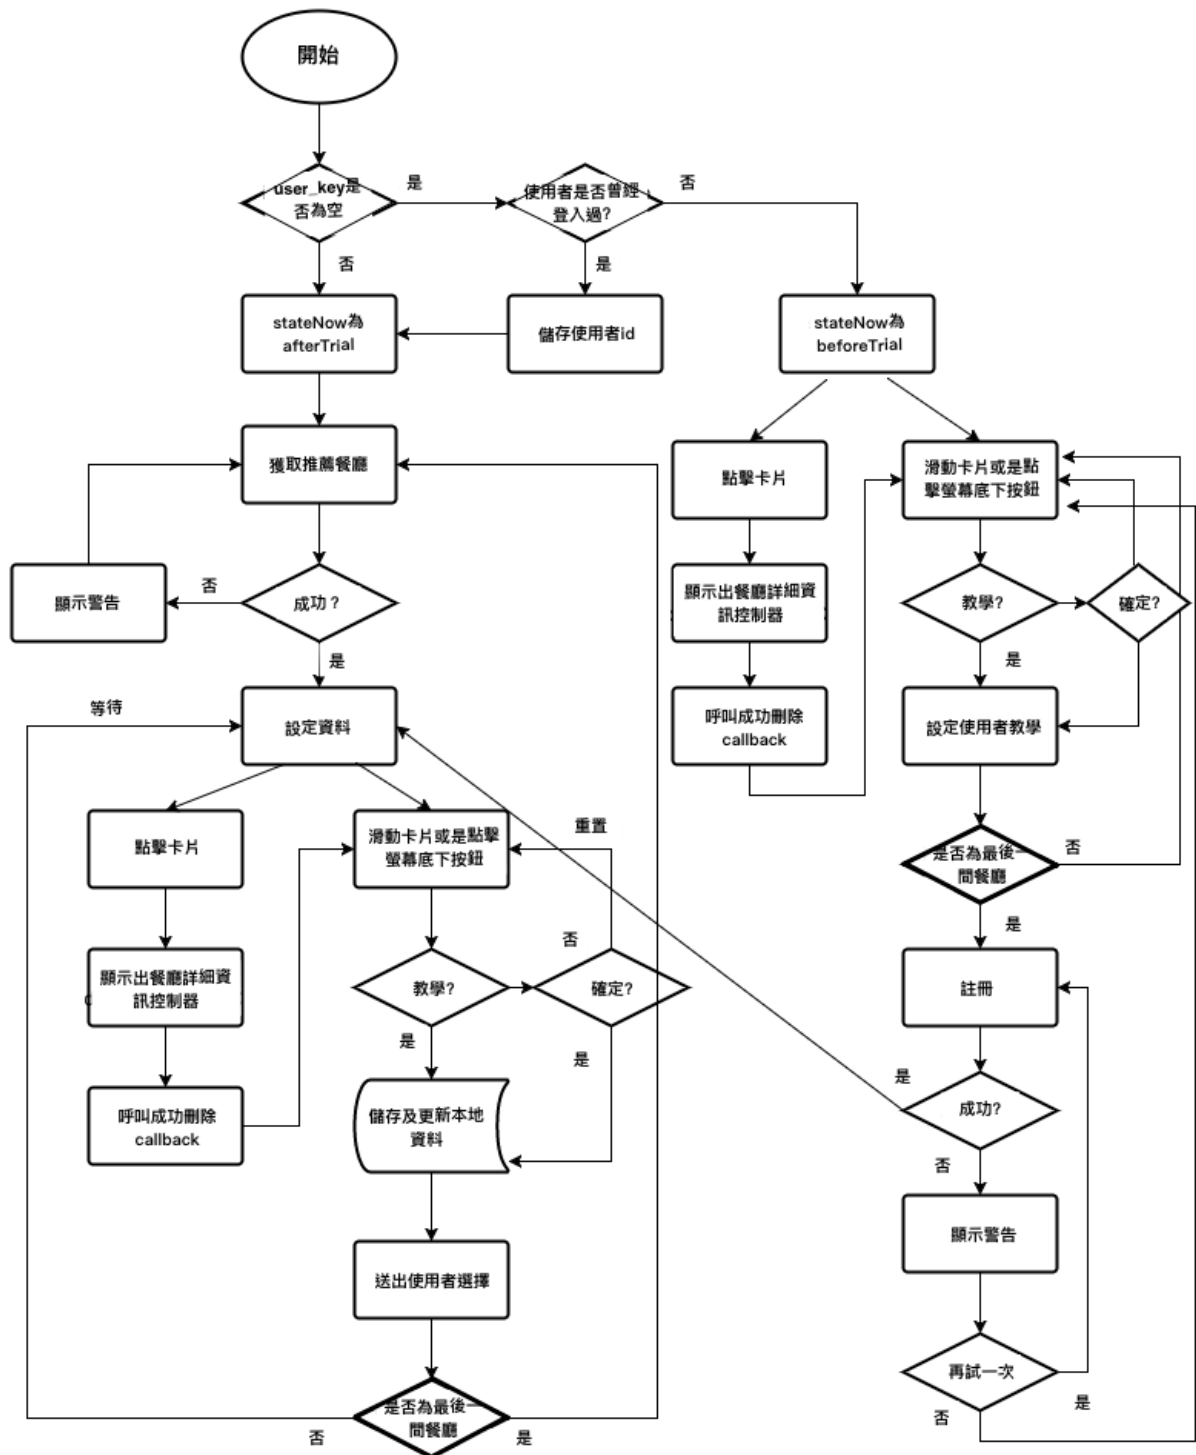 開始
user_key是
否為空
是
使用者是否曾經
登入過?
否
否
是
stateNow為
afterTrial
儲存使用者id
stateNow為
beforeTrial
獲取推薦餐廳
點擊卡片
滑動卡片或是點
擊螢幕底下按鈕
顯示警告
否
成功？
顯示出餐廳詳細資
訊控制器
教學?
確定?
是
是
等待
設定資料
呼叫成功刪除
callback
設定使用者教學
點擊卡片
滑動卡片或是點擊
螢幕底下按鈕
重置
是否為最後一
間餐廳
否
是
顯示出餐廳詳細資
訊控制器
教學?
否
確定?
註冊
是
是
是
成功?
呼叫成功刪除
callback
儲存及更新本地
資料
否
顯示警告
送出使用者選擇
再試一次
是
否
是否為最後一
間餐廳
否
是